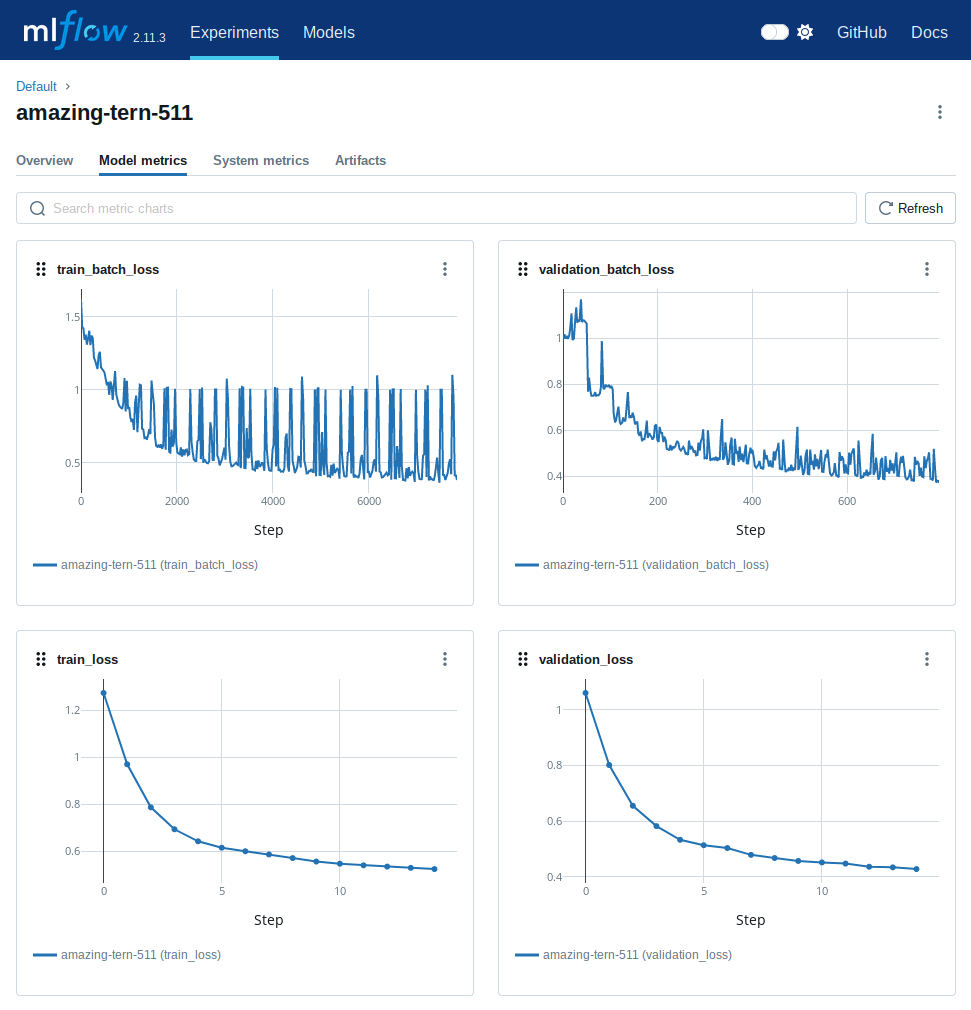 mlflow 2.11.3 Experiments Models GitHub Docs
Default
amazing-tern-511
Overview Model metrics System metrics Artifacts
Search metric charts Refresh
train_batch_loss
1.5
1
0.5
0 2000 4000 6000
Step
amazing-tern-511 (train_batch_loss)
validation_batch_loss
1
0.8
0.6
0.4
0 200 400 600
Step
amazing-tern-511 (validation_batch_loss)
train_loss
1.2
1
0.8
0.6
0 5 10
Step
amazing-tern-511 (train_loss)
validation_loss
1
0.8
0.6
0.4
0 5 10
Step
amazing-tern-511 (validation_loss)